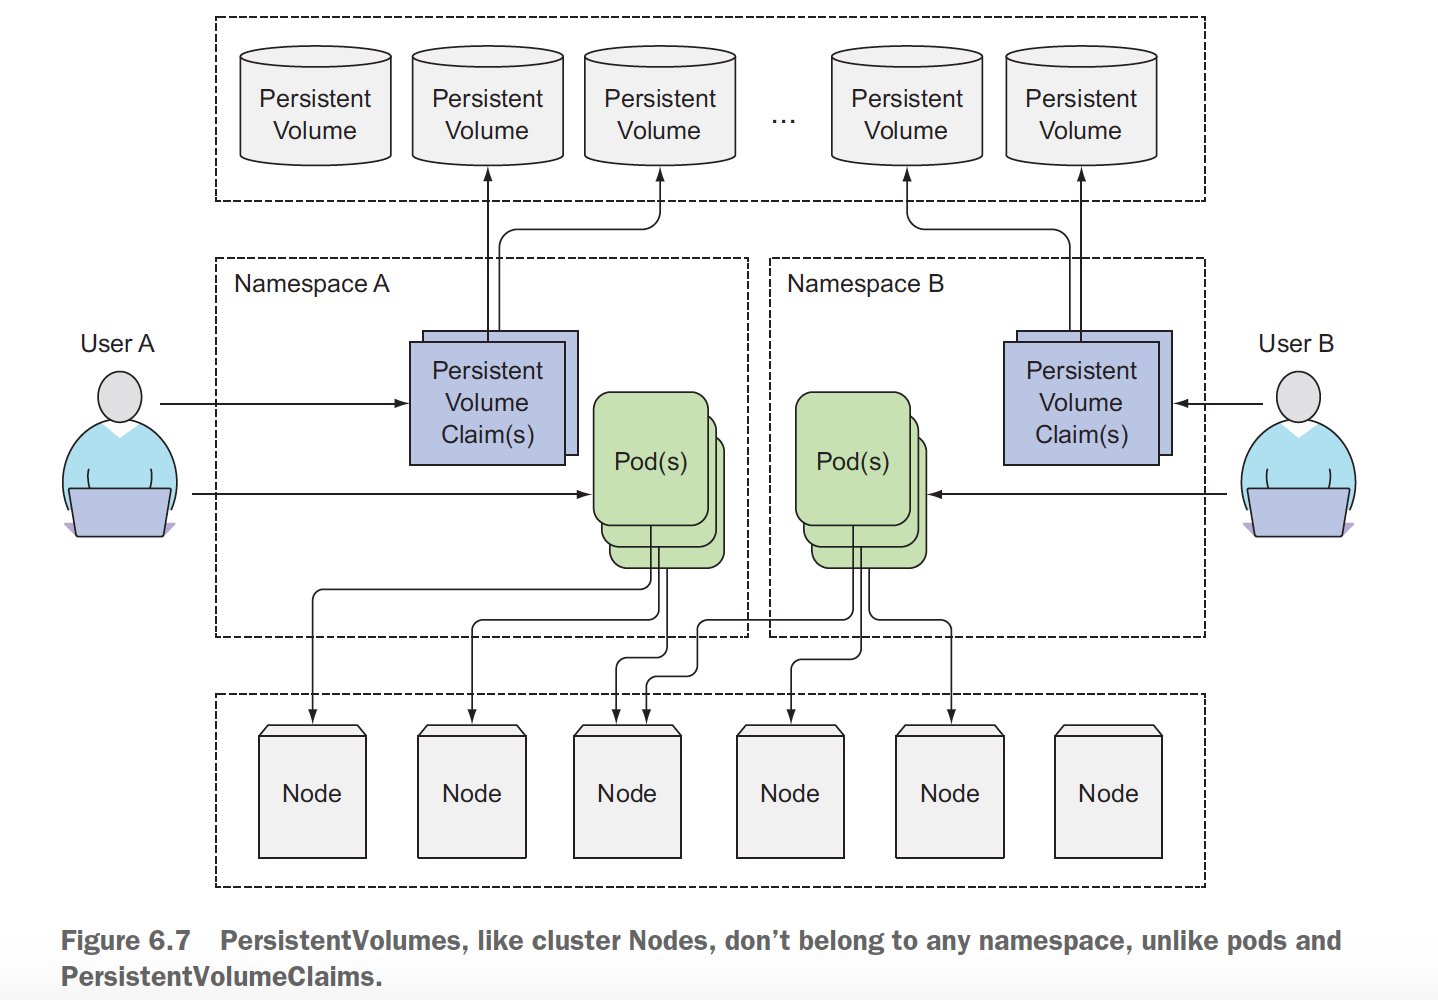 Persistent
Volume
Persistent
Volume
Persistent
Volume
...
Persistent
Volume
Persistent
Volume
Namespace A
Namespace B
User A
User B
Persistent
Volume
Claim(s)
Pod(s)
Pod(s)
Persistent
Volume
Claim(s)
Node
Node
Node
Node
Node
Node
Figure 6.7 PersistentVolumes, like cluster Nodes, don’t belong to any namespace, unlike pods and
PersistentVolumeClaims.